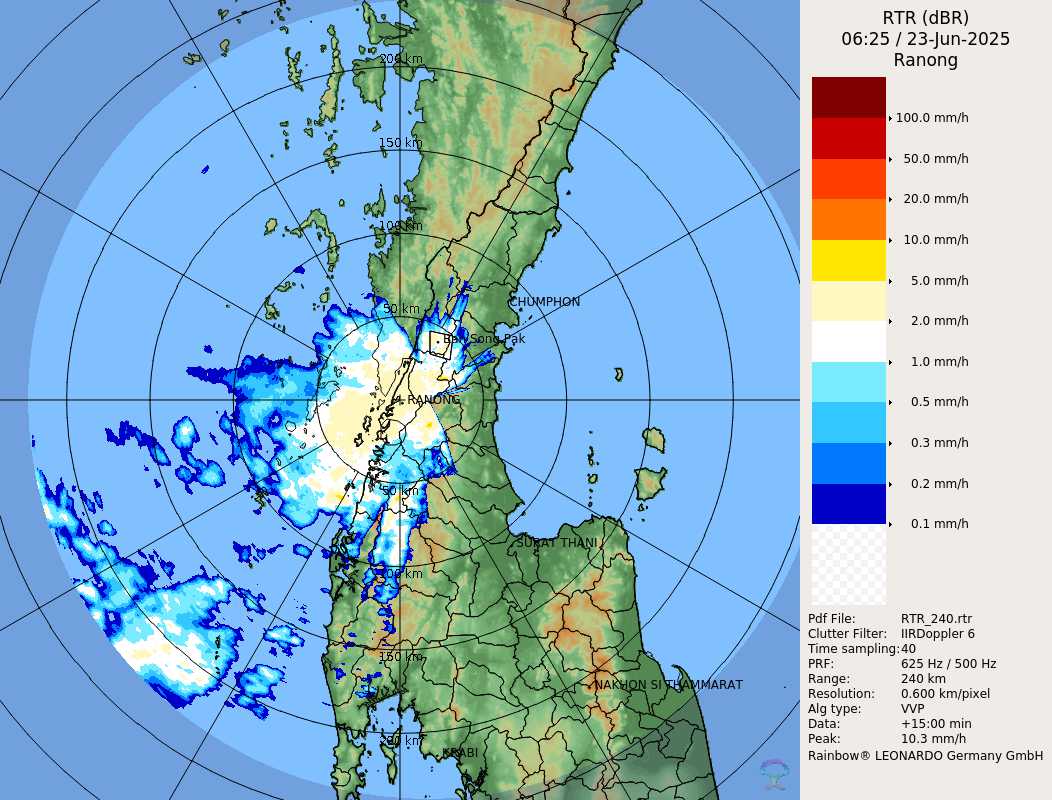 RTR (dBR)
06:25 / 23-Jun-2025
Ranong
100.0 mm/h
50.0 mm/h
20.0 mm/h
10.0 mm/h
5.0 mm/h
2.0 mm/h
1.0 mm/h
0.5 mm/h
0.3 mm/h
0.2 mm/h
0.1 mm/h
Pdf File: RTR_240.rtr
Clutter Filter: IIRDoppler 6
Time sampling:40
PRF: 625 Hz / 500 Hz
Range: 240 km
Resolution: 0.600 km/pixel
Alg type: VVP
Data: +15:00 min
Peak: 10.3 mm/h
Rainbow® LEONARDO Germany GmbH
200 km
150 km
100 km
50 km
CHUMPHON
Ban Song Pak
RANONG
50 km
SURAT THANI
100 km
150 km
NAKHON SI THAMMARAT
200 km
KRABI